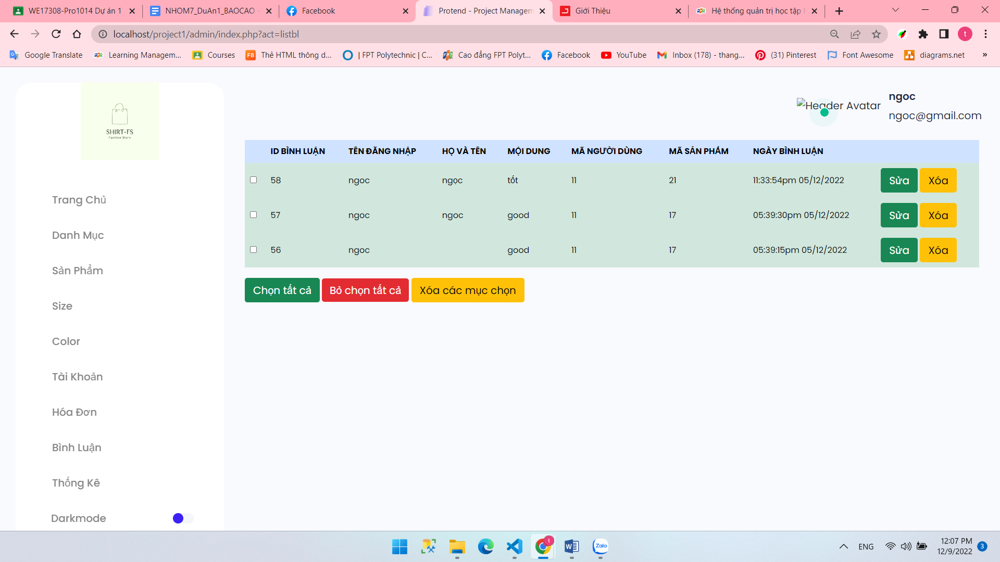 WE17308-Pro1014 Dự án 1
NHOM7_DuAn1_BAOCAO -
Facebook
Protend - Project Managem
Giới Thiệu
Hệ thống quản trị học tập F
localhost/project1/admin/index.php?act=listbl
t
Google Translate
Learning Managem...
Courses
F8
Thẻ HTML thông d...
| FPT Polytechnic | C...
Cao đẳng FPT Polyt...
Facebook
YouTube
Inbox (178) - thang...
(31) Pinterest
Font Awesome
diagrams.net
»
SHIRT-FS
Fashion Store
Header Avatar
ngoc
ngoc@gmail.com
Trang Chủ
Danh Mục
Sản Phẩm
Size
Color
Tài Khoản
Hóa Đơn
Bình Luận
Thống Kê
Darkmode
ID BÌNH LUẬN TÊN ĐĂNG NHẬP HỌ VÀ TÊN MỘI DUNG MÃ NGƯỜI DÙNG MÃ SẢN PHẨM NGÀY BÌNH LUẬN
58 ngoc ngọc tốt 11 21 11:33:54pm 05/12/2022 Sửa Xóa
57 ngoc ngoc good 11 17 05:39:30pm 05/12/2022 Sửa Xóa
56 ngoc good 11 17 05:39:15pm 05/12/2022 Sửa Xóa
Chọn tất cả Bỏ chọn tất cả Xóa các mục chọn
t
Zalo
ENG
12:07 PM
12/9/2022
3